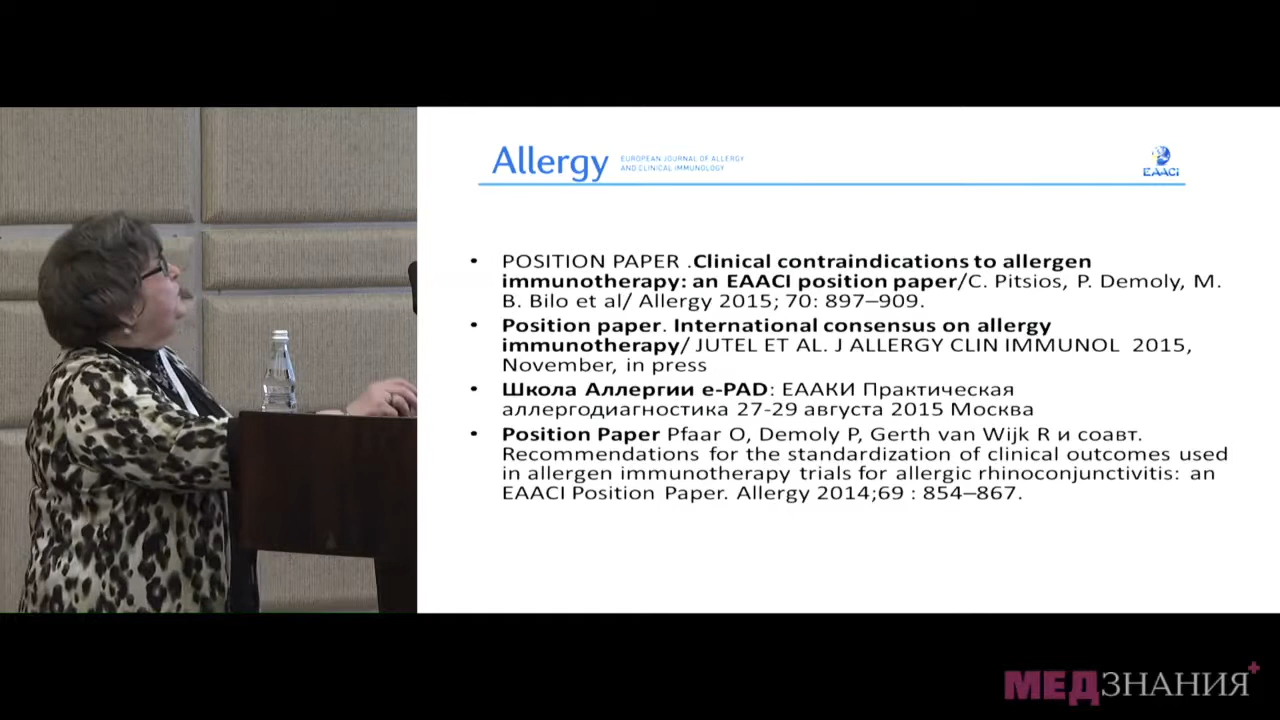 Allergy EUROPEAN JOURNAL OF ALLERGY
AND CLINICAL IMMUNOLOGY
EAACI
• POSITION PAPER .Clinical contraindications to allergen
immunotherapy: an EAACI position paper/C. Pitsios, P. Demoly, M.
B. Bilo et al/ Allergy 2015; 70: 897–909.
• Position paper. International consensus on allergy
immunotherapy/ JUTEL ET AL. J ALLERGY CLIN IMMUNOL 2015,
November, in press
• Школа Аллергии e-PAD: ЕААКИ Практическая
аллергодиагностика 27-29 августа 2015 Москва
• Position Paper Pfaar O, Demoly P, Gerth van Wijk R и соавт.
Recommendations for the standardization of clinical outcomes used
in allergen immunotherapy trials for allergic rhinoconjunctivitis: an
EAACI Position Paper. Allergy 2014;69 : 854–867.
МЕДЗНАНИЯ+